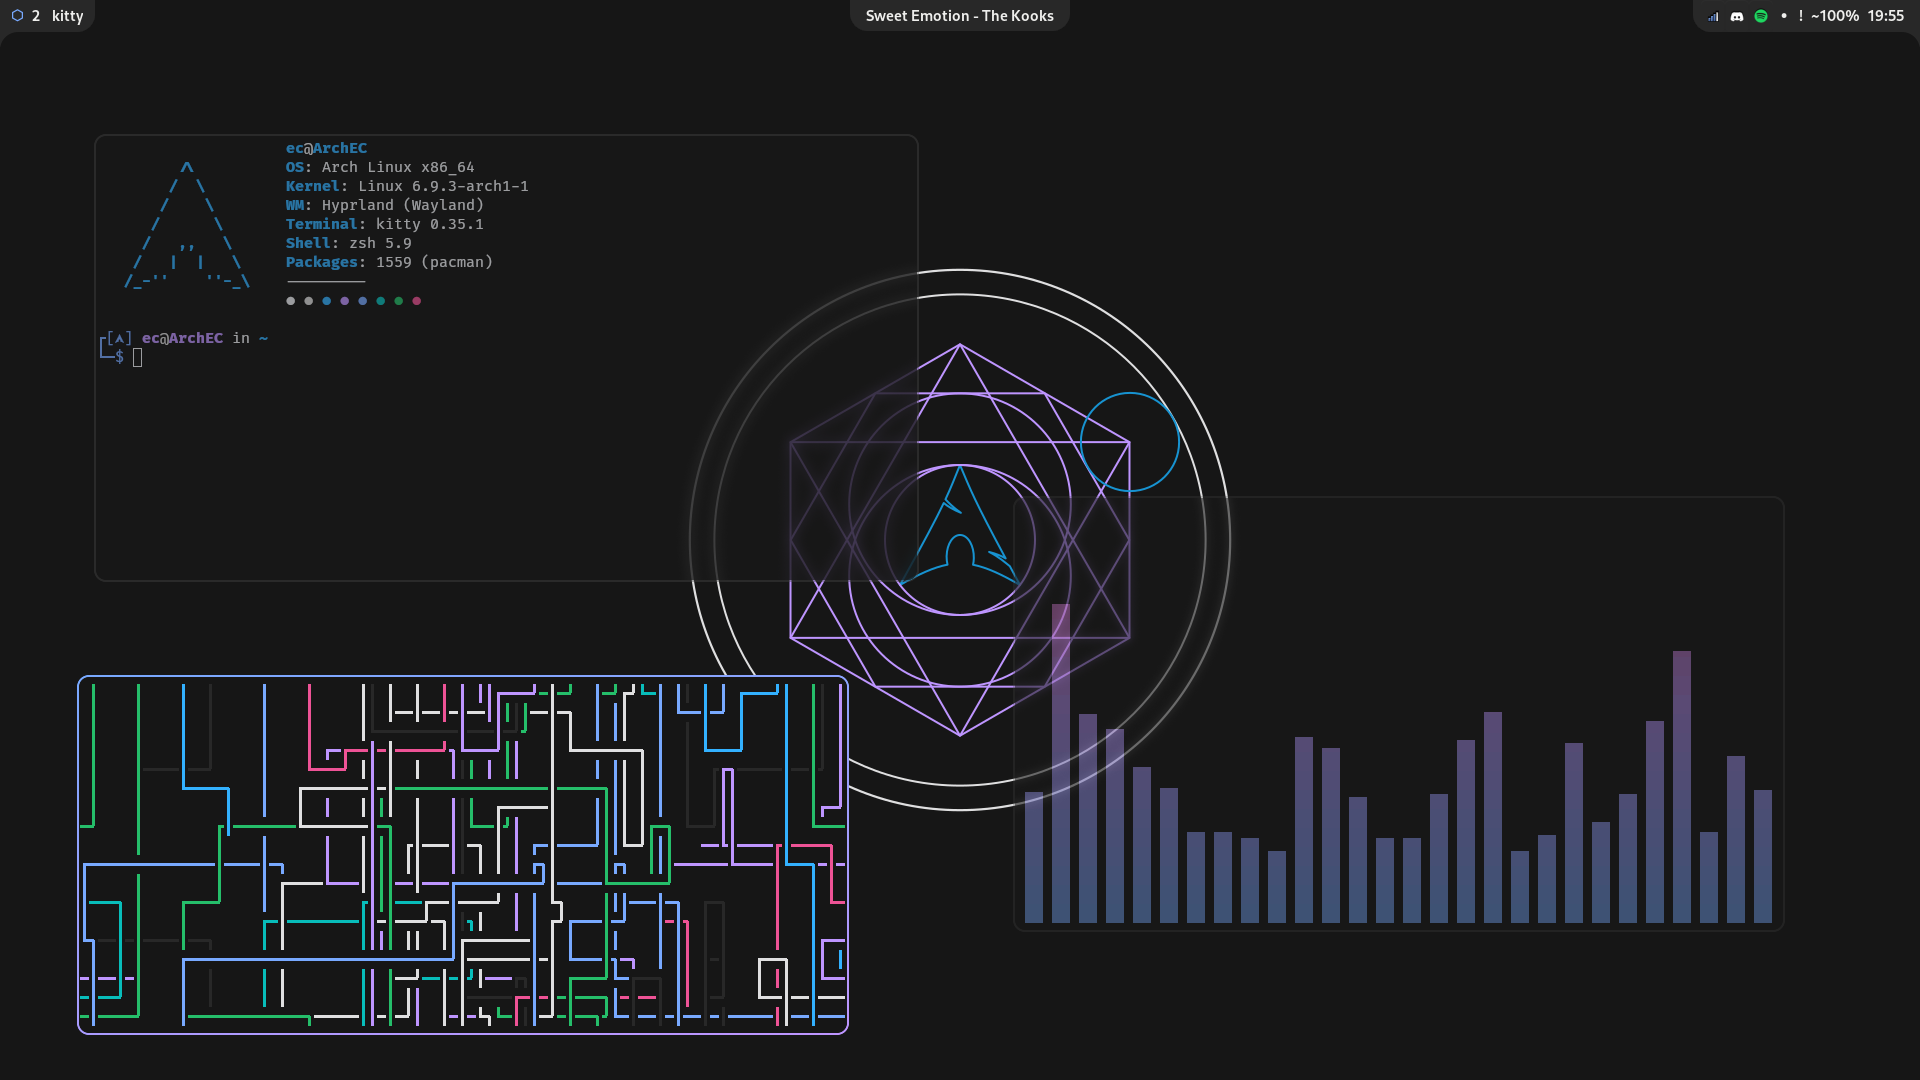 2 kitty
Sweet Emotion - The Kooks
! ~100% 19:55
ec@ArchEC
OS: Arch Linux x86_64
Kernel: Linux 6.9.3-arch1-1
WM: Hyprland (Wayland)
Terminal: kitty 0.35.1
Shell: zsh 5.9
Packages: 1559 (pacman)
ec@ArchEC in ~
$